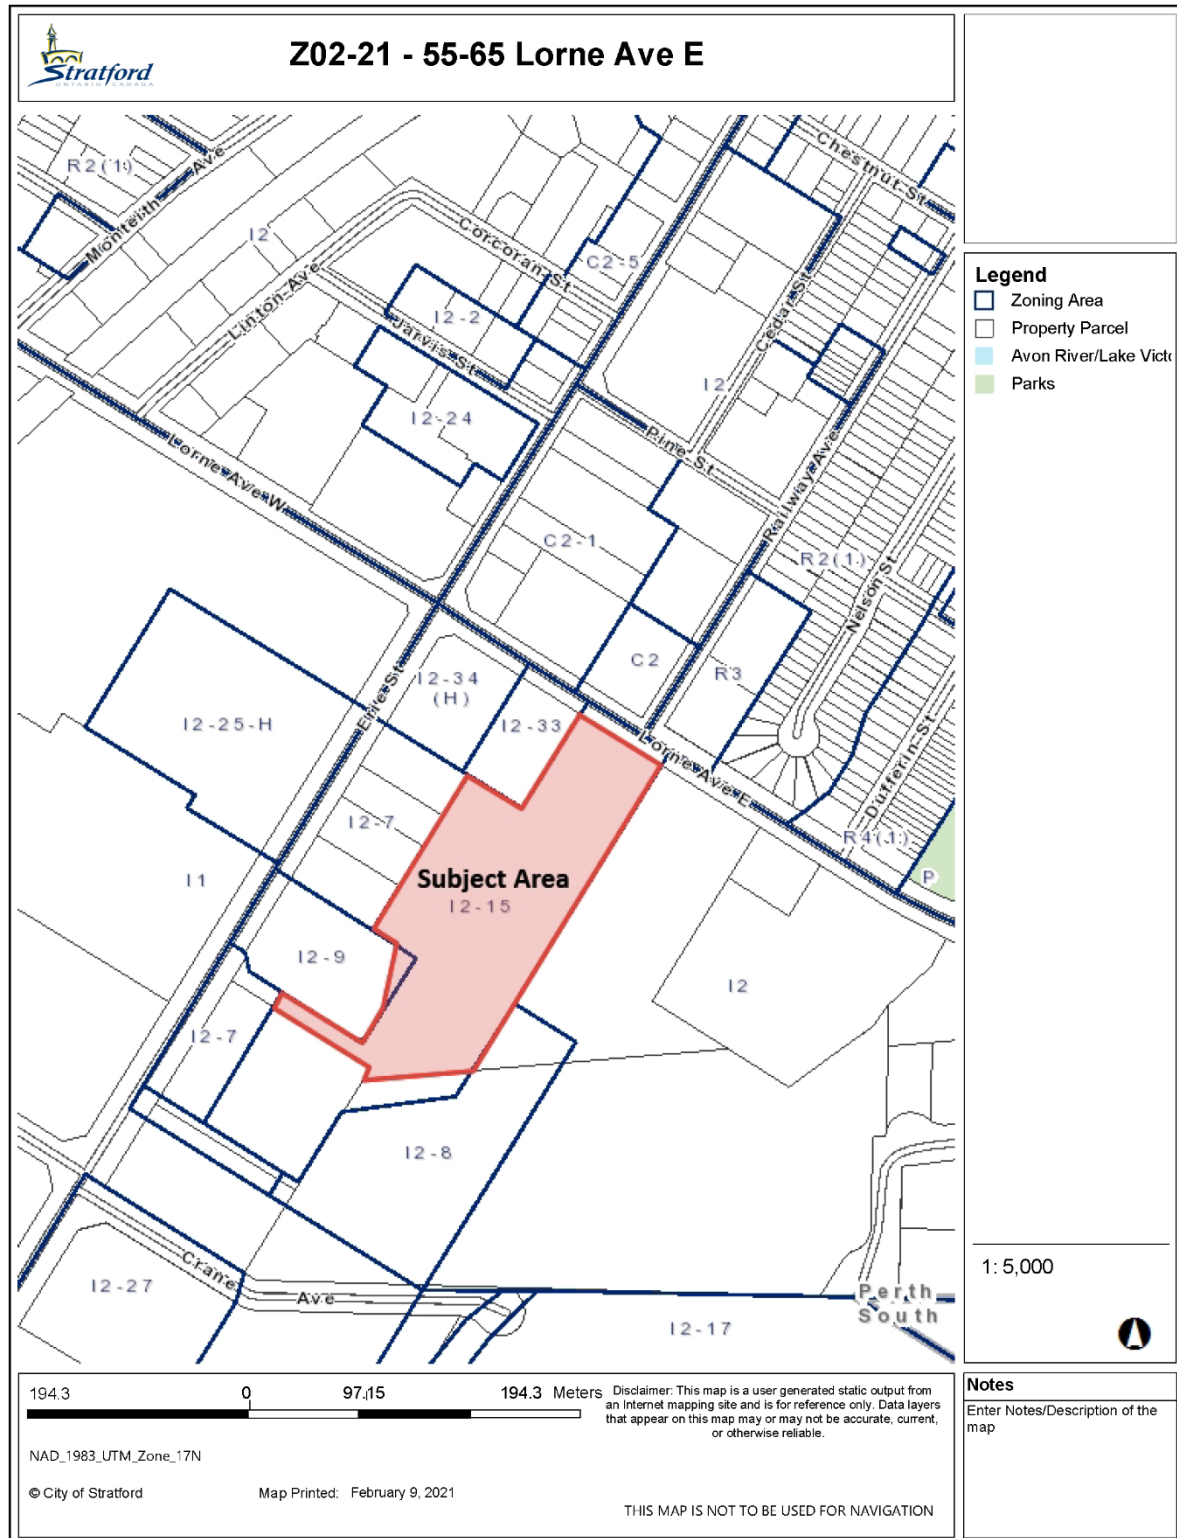 Stratford
ONTARIO CANADA
Z02-21 - 55-65 Lorne Ave E
Chestnut St
R2(1)
Monteith Ave
I2
Corcoran St
C2-5
Linton Ave
I2-2
Jarvis St
Cedar St
I2
I2-24
Pine St
Lorne Ave W
Railway Ave
C2-1
R2(1)
Nelson St
C2
R3
I2-34
(H)
Erie St
I2-25-H
I2-33
Lorne Ave E
Dufferin St
I2-7
R4(1)
I1
Subject Area
P
I2-15
I2-9
I2
I2-7
I2-8
Crane Ave
I2-27
Perth
South
I2-17
Legend
Zoning Area
Property Parcel
Avon River/Lake Victo
Parks
1: 5,000
194.3
0
97.15
194.3 Meters
NAD_1983_UTM_Zone_17N
© City of Stratford
Map Printed: February 9, 2021
Disclaimer: This map is a user generated static output from
an Internet mapping site and is for reference only. Data layers
that appear on this map may or may not be accurate, current,
or otherwise reliable.
THIS MAP IS NOT TO BE USED FOR NAVIGATION
Notes
Enter Notes/Description of the
map